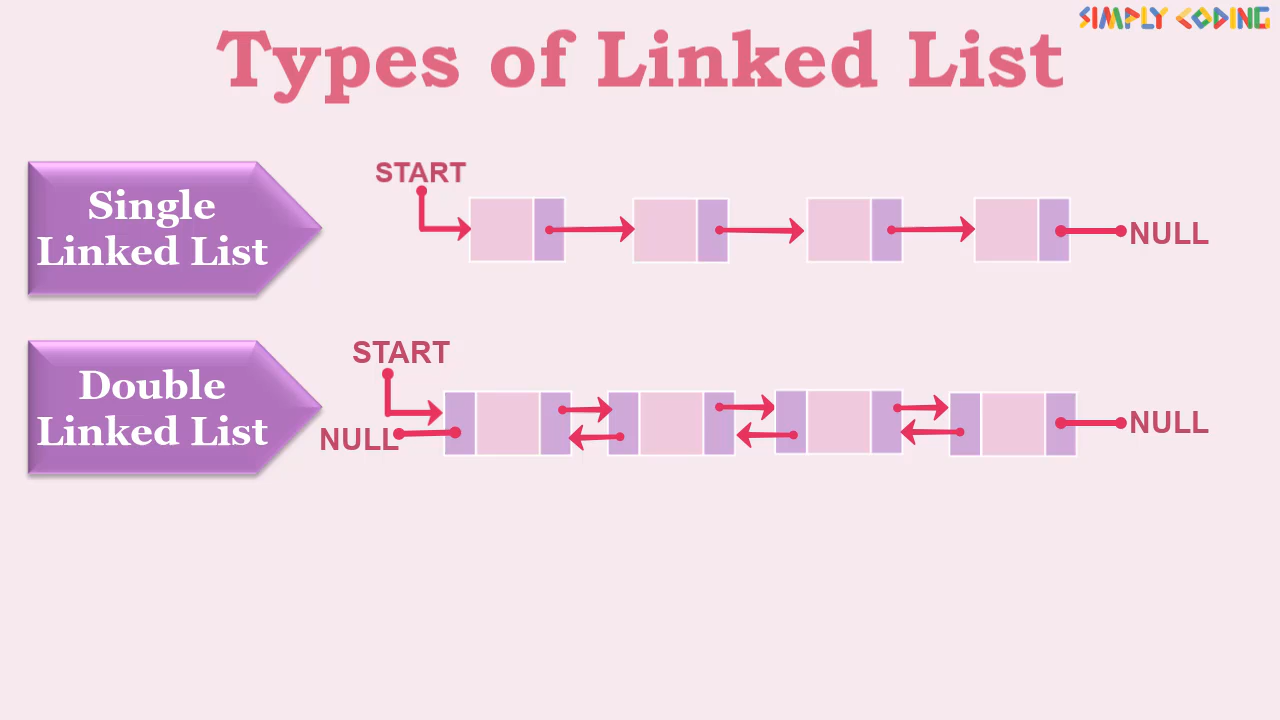 SIMPLY CODING
Types of Linked List
Single
Linked List
START
NULL
Double
Linked List
START
NULL
NULL